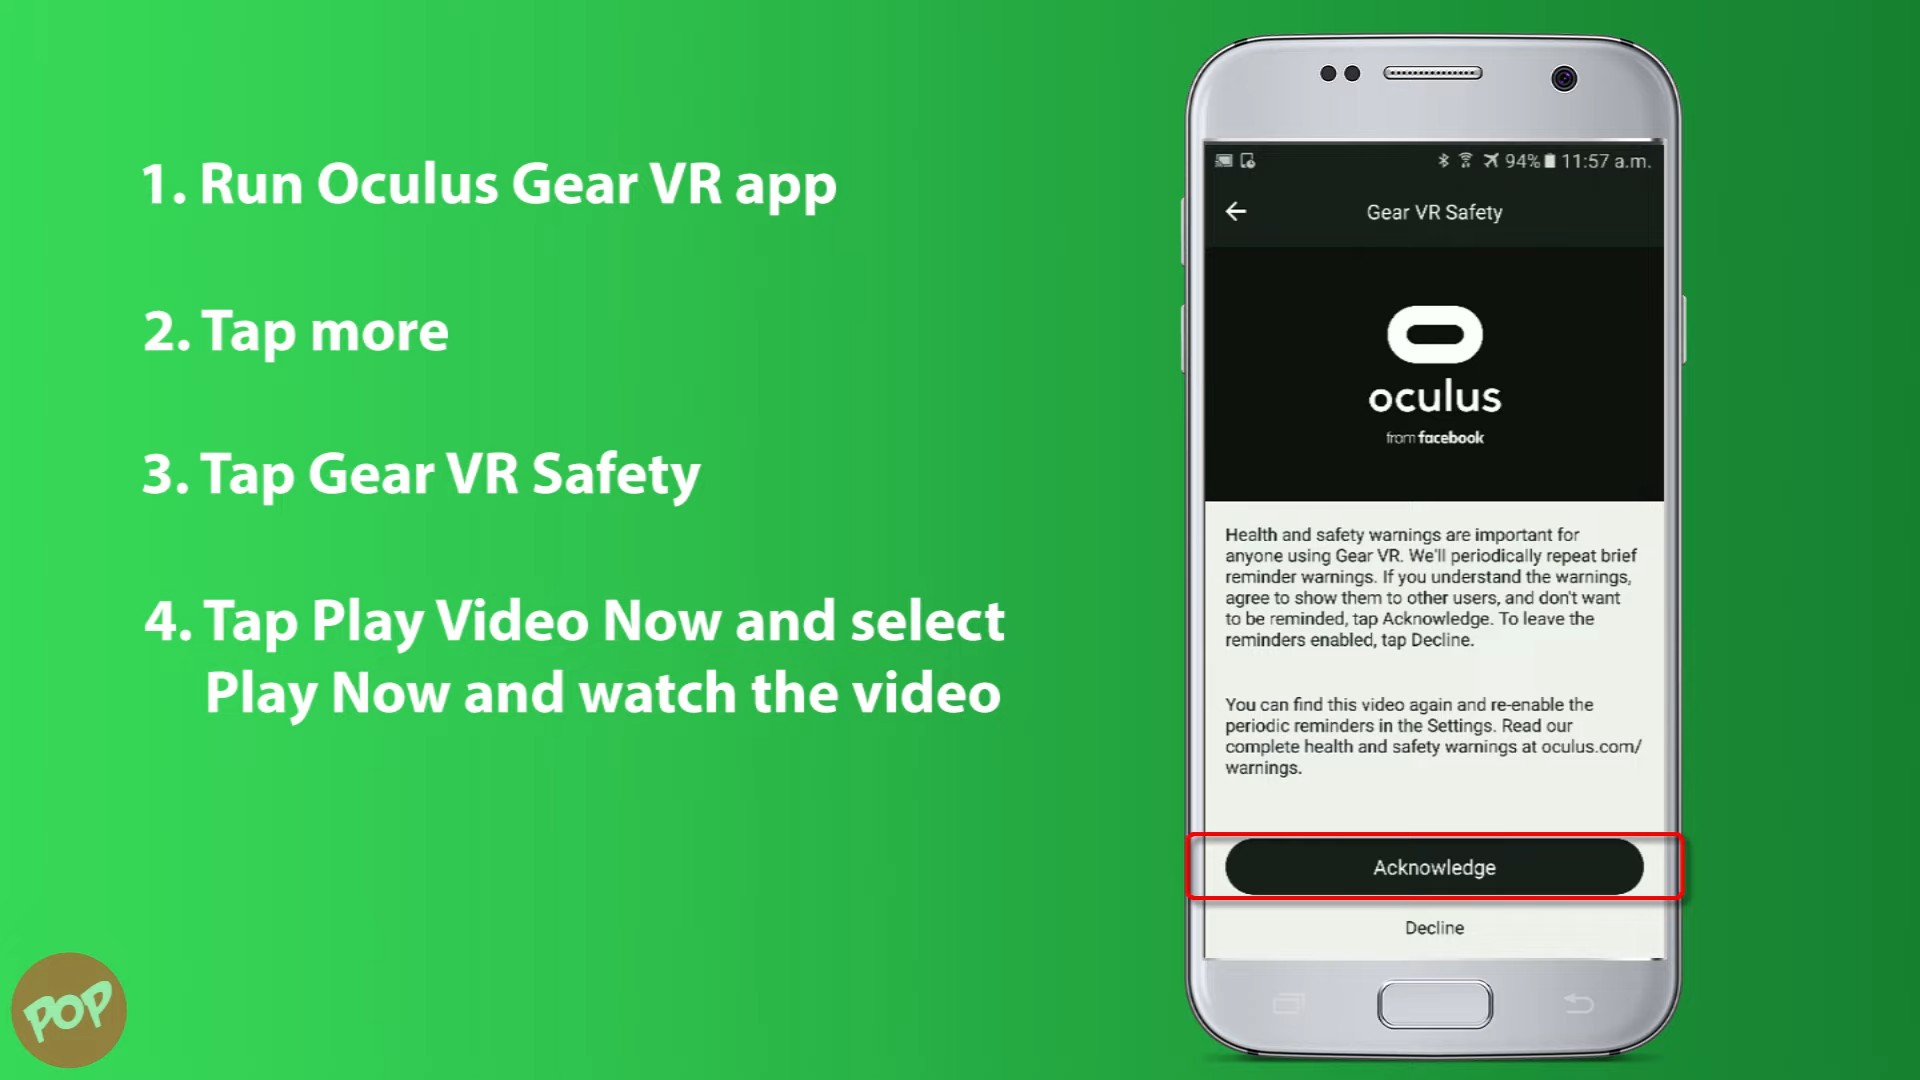 1. Run Oculus Gear VR app
2. Tap more
3. Tap Gear VR Safety
4. Tap Play Video Now and select
Play Now and watch the video
94% 11:57 a.m.
Gear VR Safety
oculus
from facebook
Health and safety warnings are important for
anyone using Gear VR. We'll periodically repeat brief
reminder warnings. If you understand the warnings,
agree to show them to other users, and don't want
to be reminded, tap Acknowledge. To leave the
reminders enabled, tap Decline.
You can find this video again and re-enable the
periodic reminders in the Settings. Read our
complete health and safety warnings at oculus.com/
warnings.
Acknowledge
Decline
POP